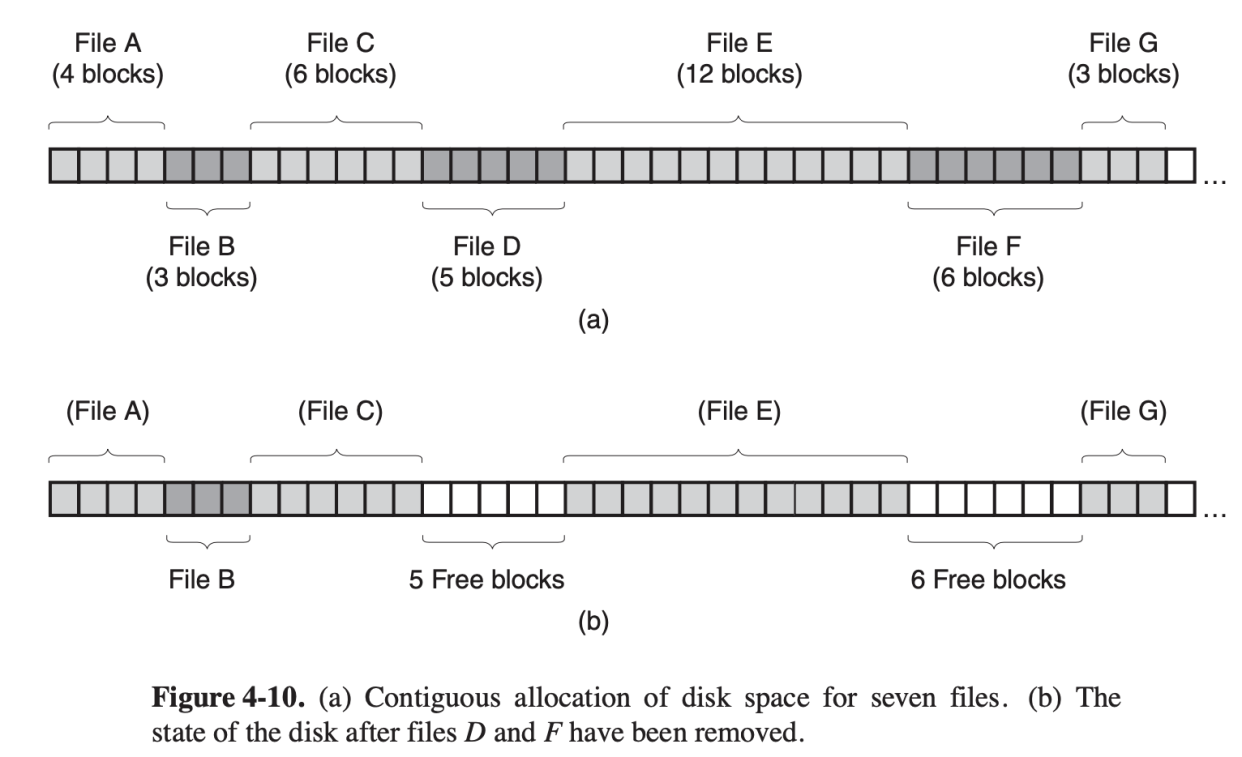 File A
(4 blocks)
File C
(6 blocks)
File E
(12 blocks)
File G
(3 blocks)
...
File B
(3 blocks)
File D
(5 blocks)
File F
(6 blocks)
(a)
(File A)
(File C)
(File E)
(File G)
...
File B
5 Free blocks
6 Free blocks
(b)
Figure 4-10. (a) Contiguous allocation of disk space for seven files. (b) The
state of the disk after files D and F have been removed.